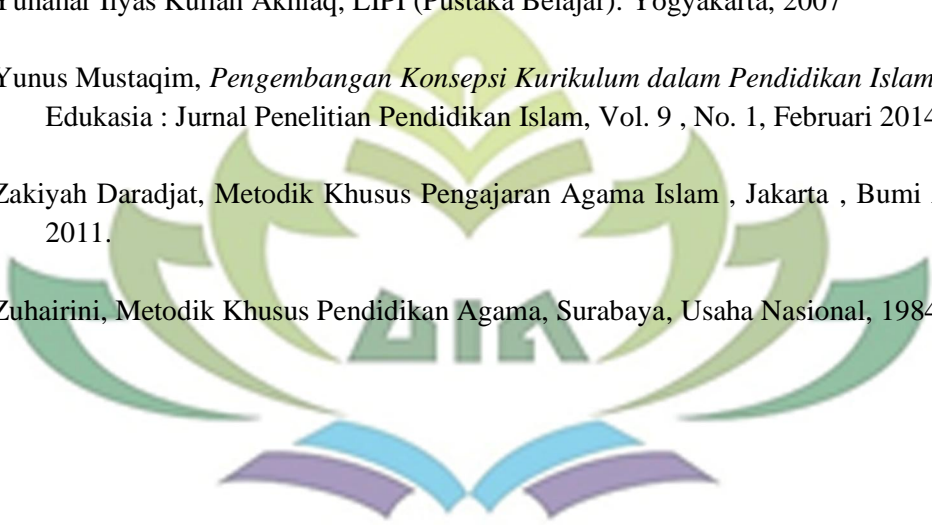 Yunahar Ilyas Kuliah Akhlaq, LIPI (Pustaka Belajar). Yogyakarta, 2007
Yunus Mustaqim, Pengembangan Konsepsi Kurikulum dalam Pendidikan Islam
Edukasia : Jurnal Penelitian Pendidikan Islam, Vol. 9 , No. 1, Februari 2014
Zakiyah Daradjat, Metodik Khusus Pengajaran Agama Islam , Jakarta , Bumi
2011.
Zuhairini, Metodik Khusus Pendidikan Agama, Surabaya, Usaha Nasional, 1984